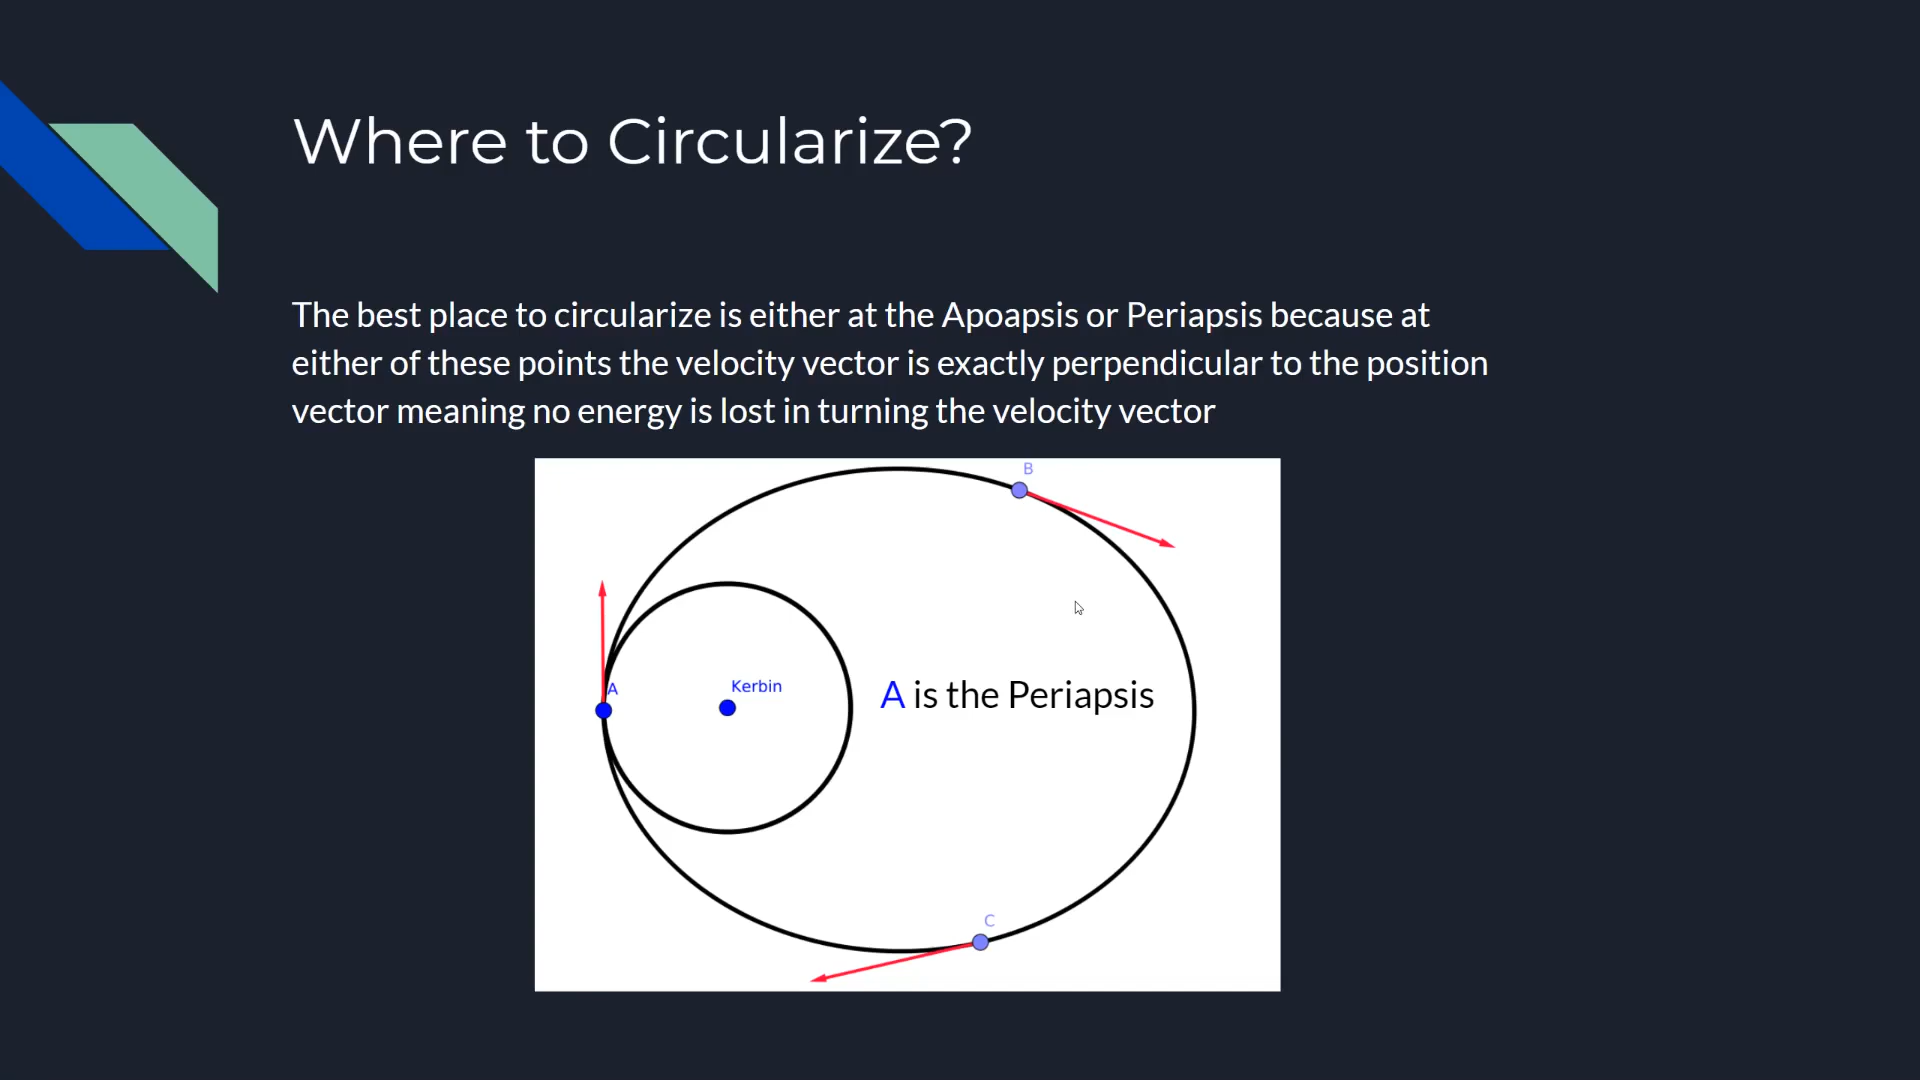 Where to Circularize?
The best place to circularize is either at the Apoapsis or Periapsis because at
either of these points the velocity vector is exactly perpendicular to the position
vector meaning no energy is lost in turning the velocity vector
B
A
Kerbin
A is the Periapsis
C